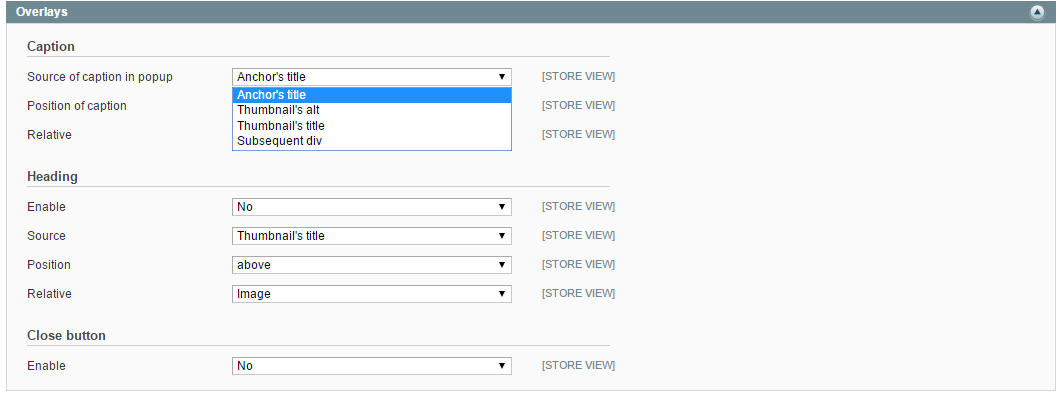 Overlays
Caption
Source of caption in popup Anchor's title [STORE VIEW]
Anchor's title
Position of caption [STORE VIEW]
Thumbnail's alt
Thumbnail's title
Relative [STORE VIEW]
Subsequent div
Heading
Enable No [STORE VIEW]
Source Thumbnail's title [STORE VIEW]
Position above [STORE VIEW]
Relative Image [STORE VIEW]
Close button
Enable No [STORE VIEW]